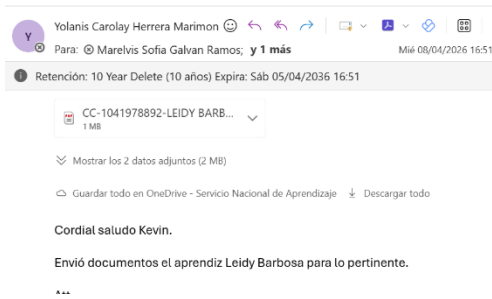 Y
Yolanis Carolay Herrera Marimon
Para: Marelvis Sofia Galvan Ramos; y 1 más
Mié 08/04/2026 16:51
Retención: 10 Year Delete (10 años) Expira: Sáb 05/04/2036 16:51
CC-1041978892-LEIDY BARB...
1 MB
Mostrar los 2 datos adjuntos (2 MB)
Guardar todo en OneDrive - Servicio Nacional de Aprendizaje Descargar todo
Cordial saludo Kevin.
Envió documentos el aprendiz Leidy Barbosa para lo pertinente.